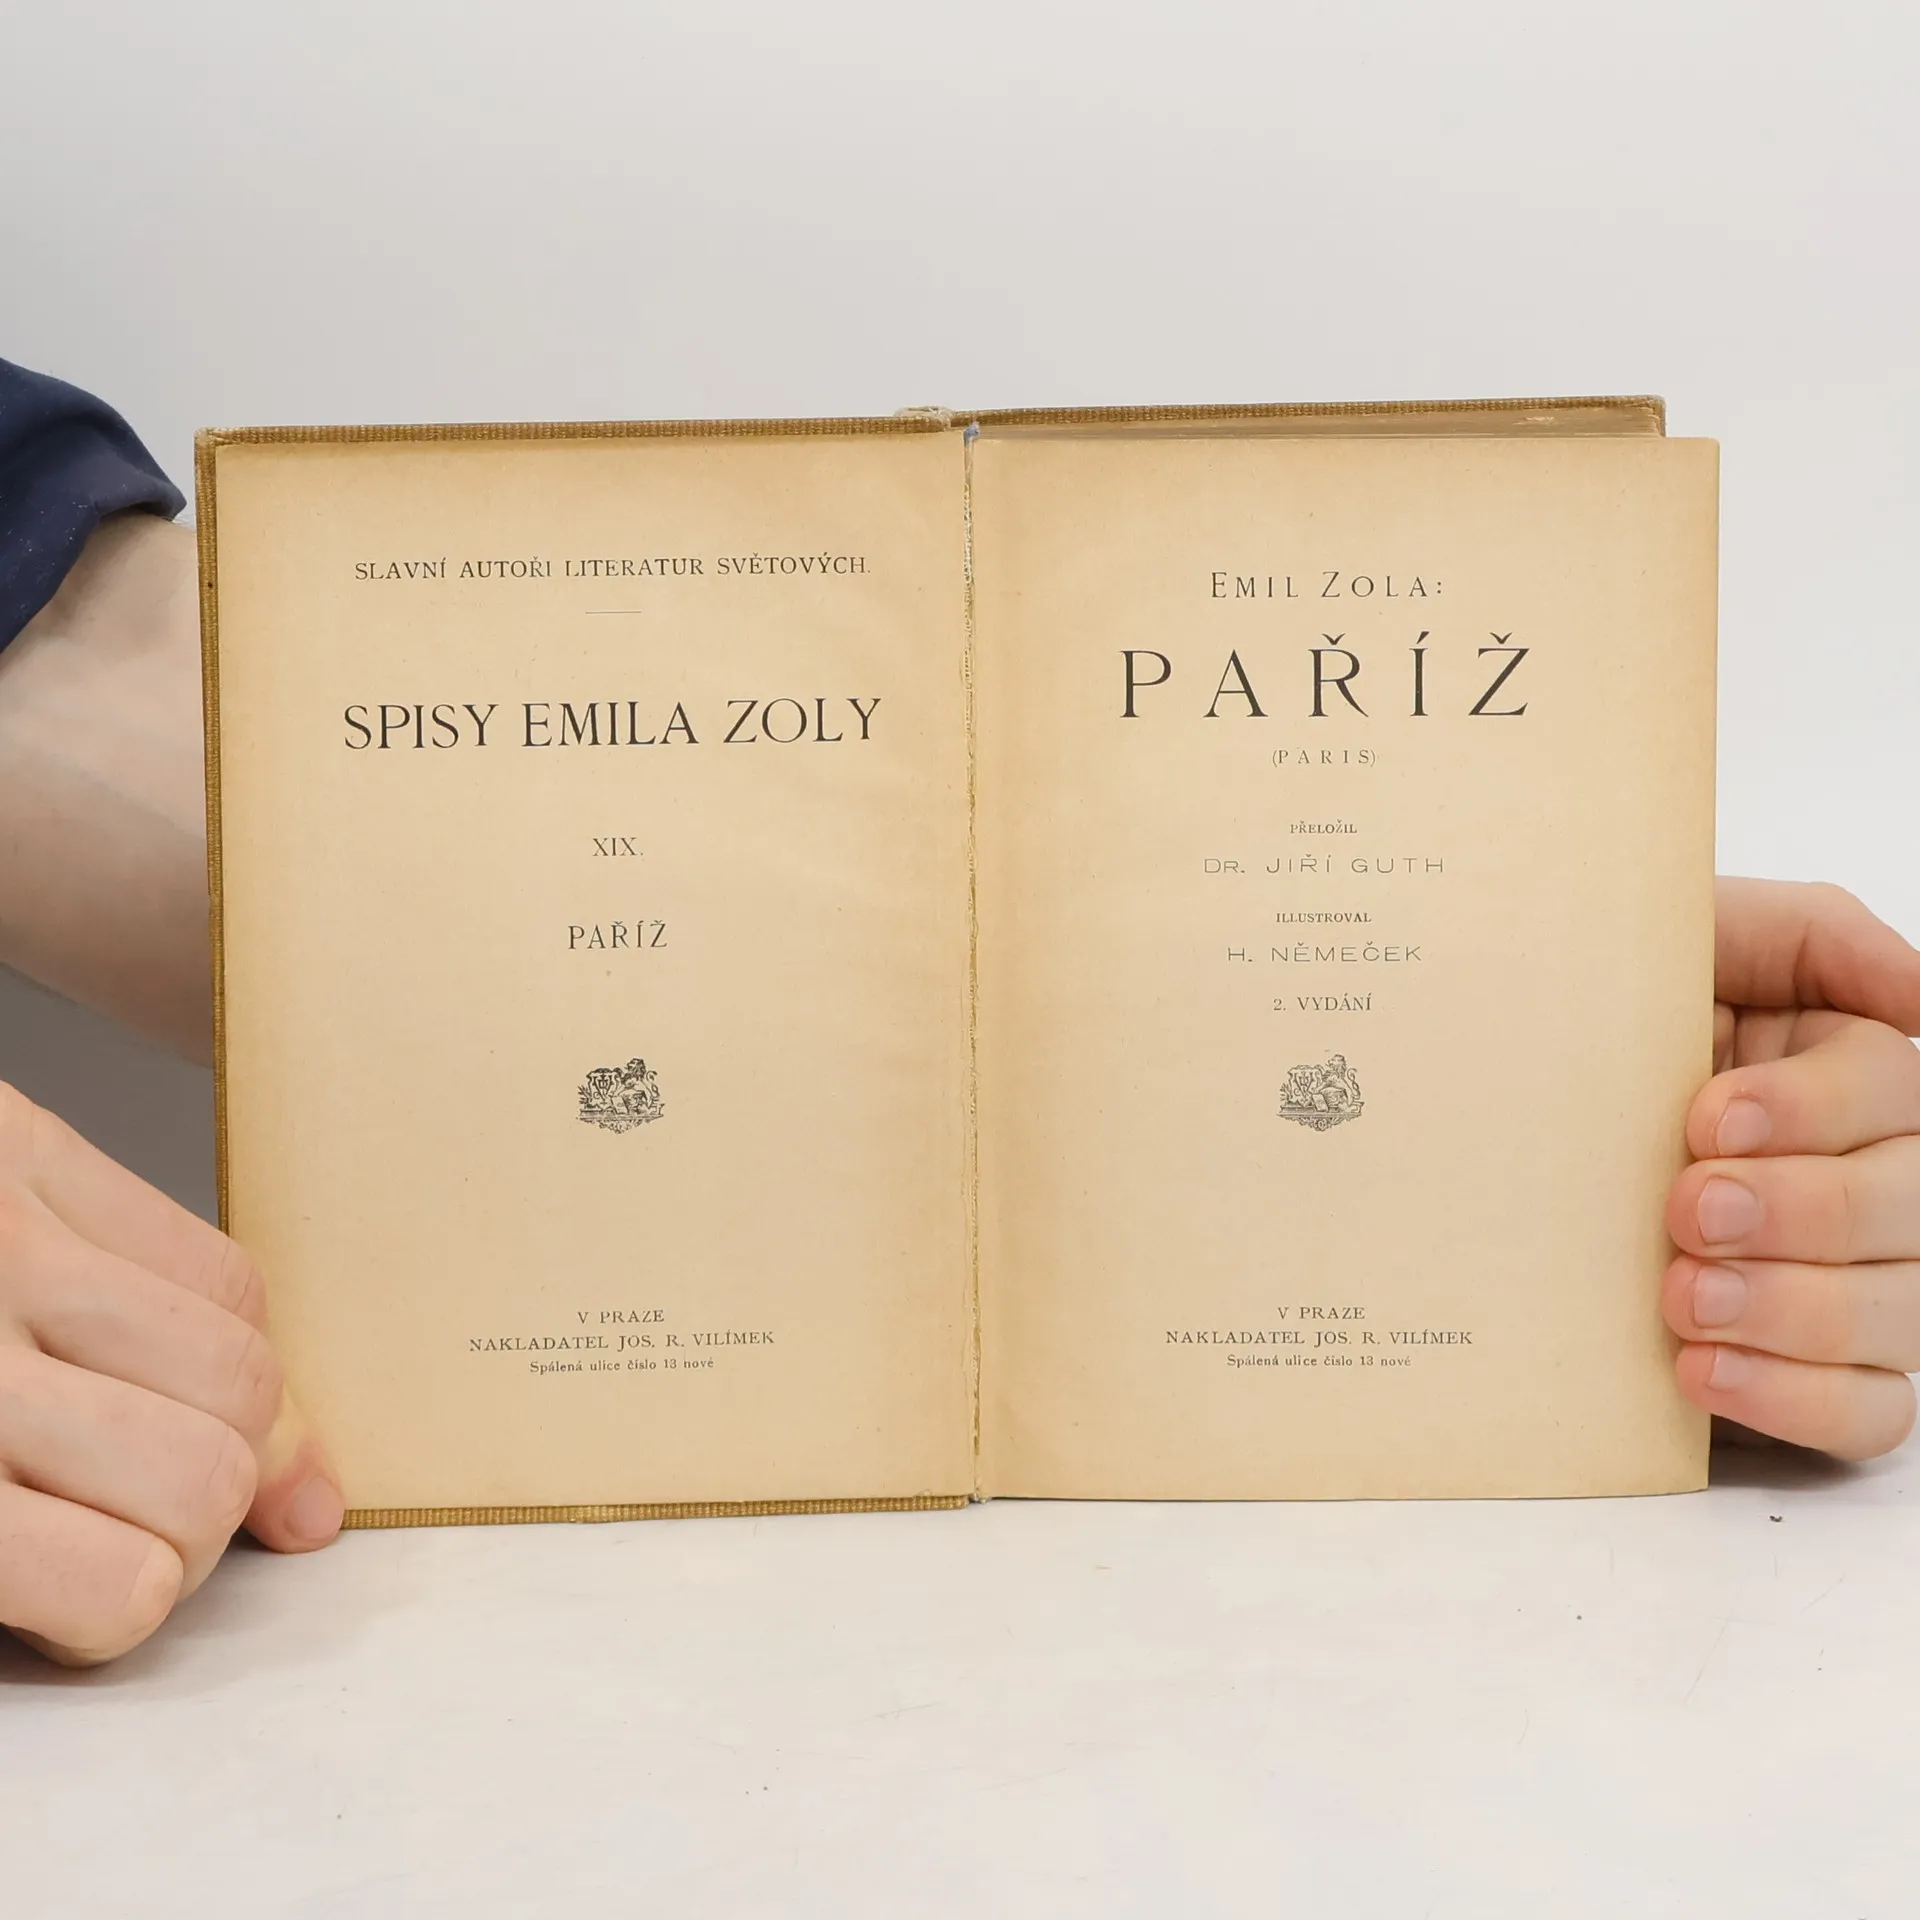 SLAVNÍ AUTOŘI LITERATUR SVĚTOVÝCH.
SPISY EMILA ZOLY
XIX.
PAŘÍŽ
V PRAZE
NAKLADATEL JOS. R. VILÍMEK
Spálená ulice číslo 13 nové
EMIL ZOLA:
PAŘÍŽ
(PARIS)
PŘELOŽIL
DR. JIŘÍ GUTH
ILLUSTROVAL
H. NĚMEČEK
2. VYDÁNÍ
V PRAZE
NAKLADATEL JOS. R. VILÍMEK
Spálená ulice číslo 13 nové